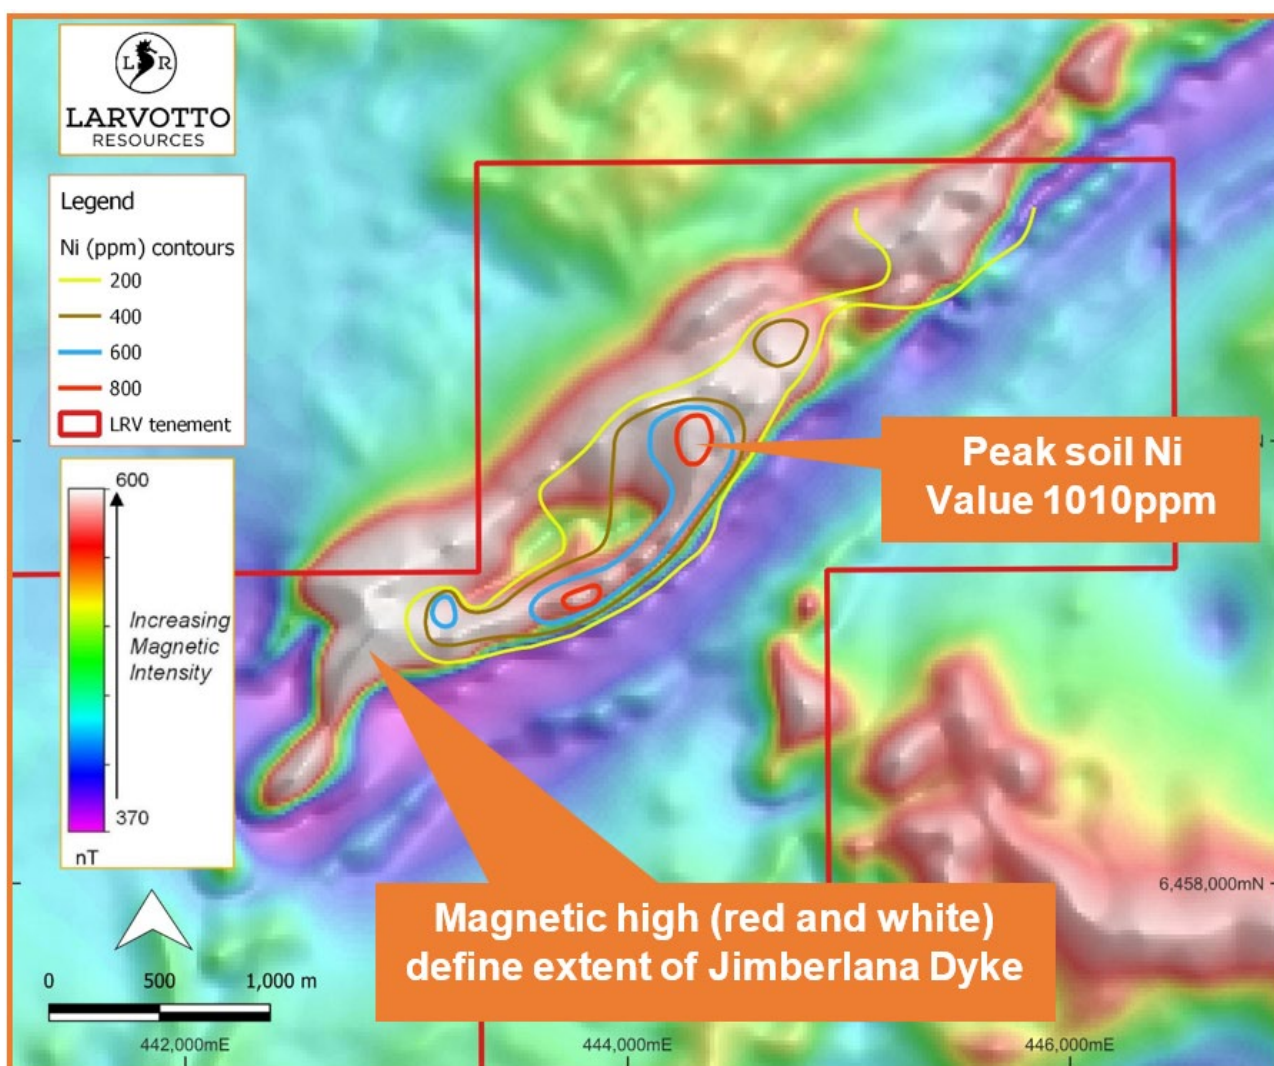 L R
LARVOTTO
RESOURCES
Legend
Ni (ppm) contours
200
400
600
800
LRV tenement
600
Increasing
Magnetic
Intensity
370
nT
Peak soil Ni
Value 1010ppm
N
Magnetic high (red and white)
define extent of Jimberlana Dyke
6,458,000mN
0 500 1,000 m
442,000mE 444,000mE 446,000mE